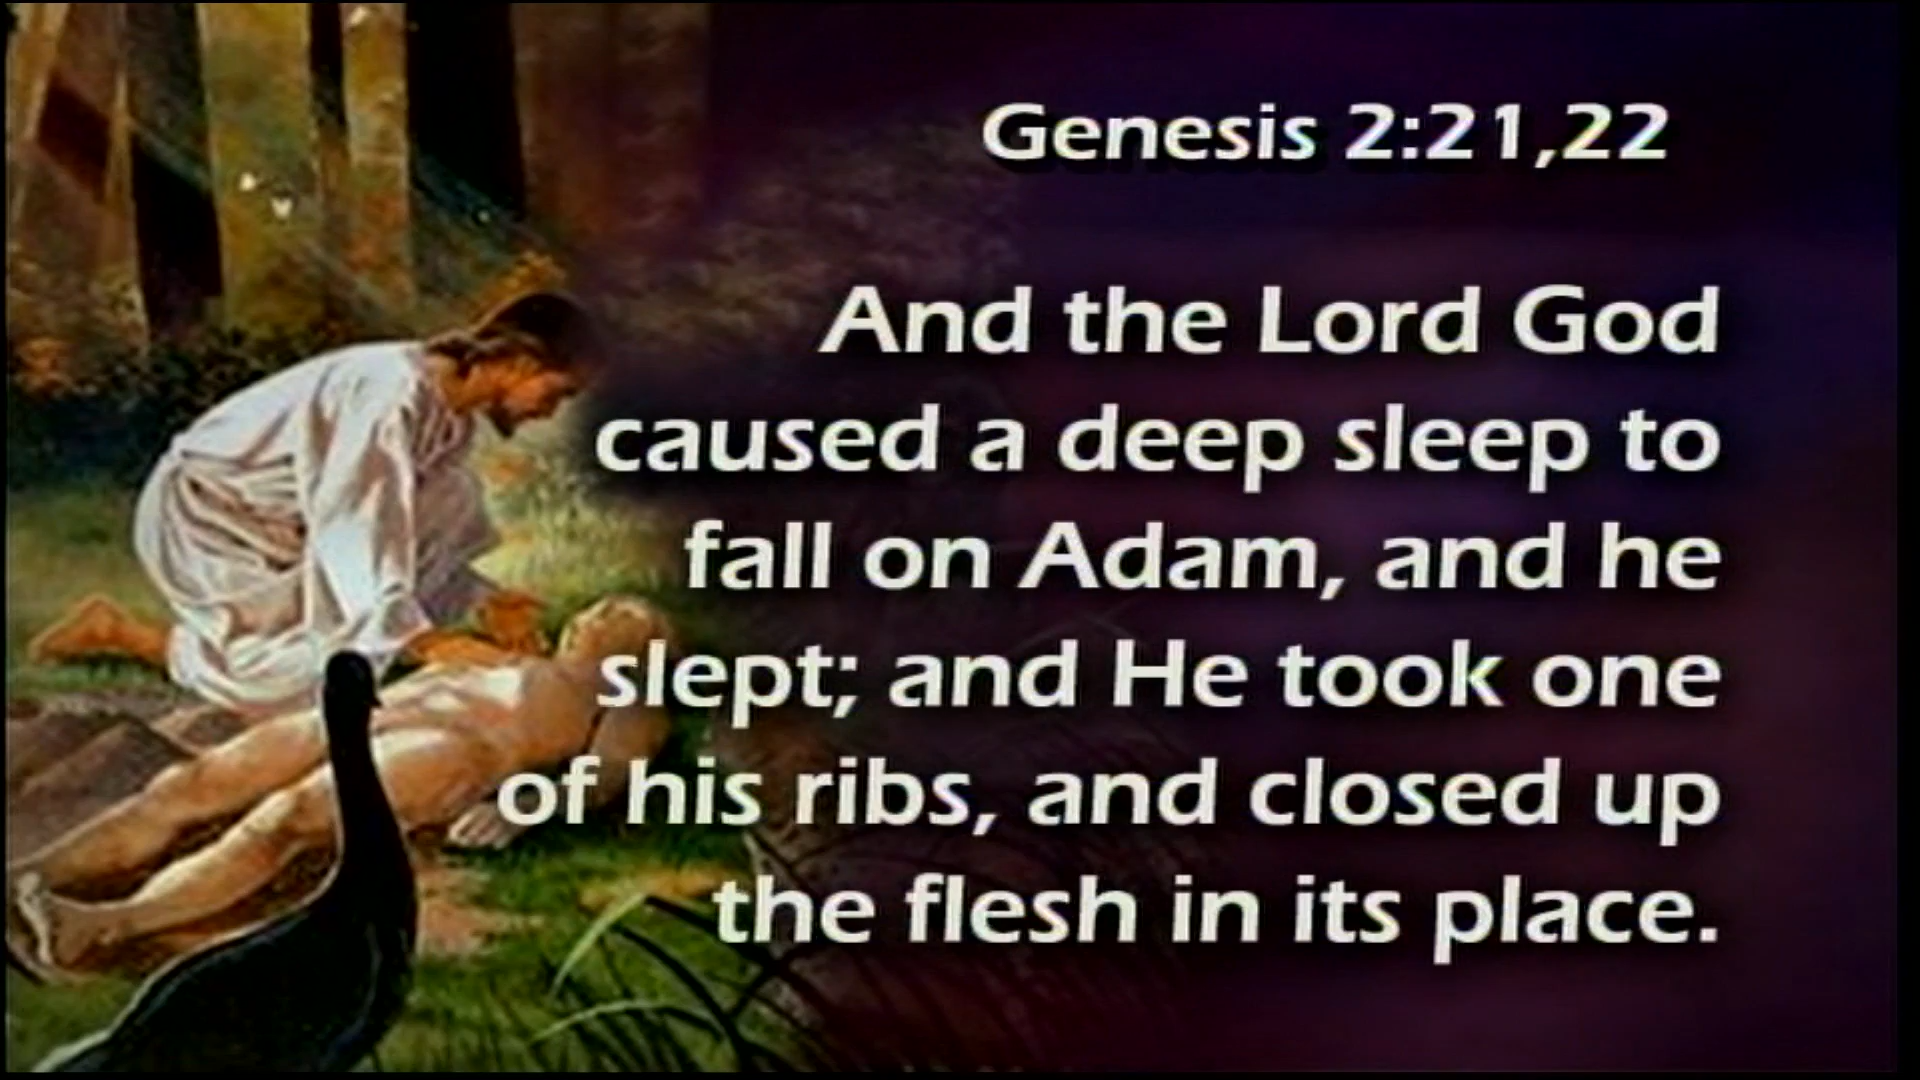 Genesis 2:21,22
And the Lord God
caused a deep sleep to
fall on Adam, and he
slept; and He took one
of his ribs, and closed up
the flesh in its place.